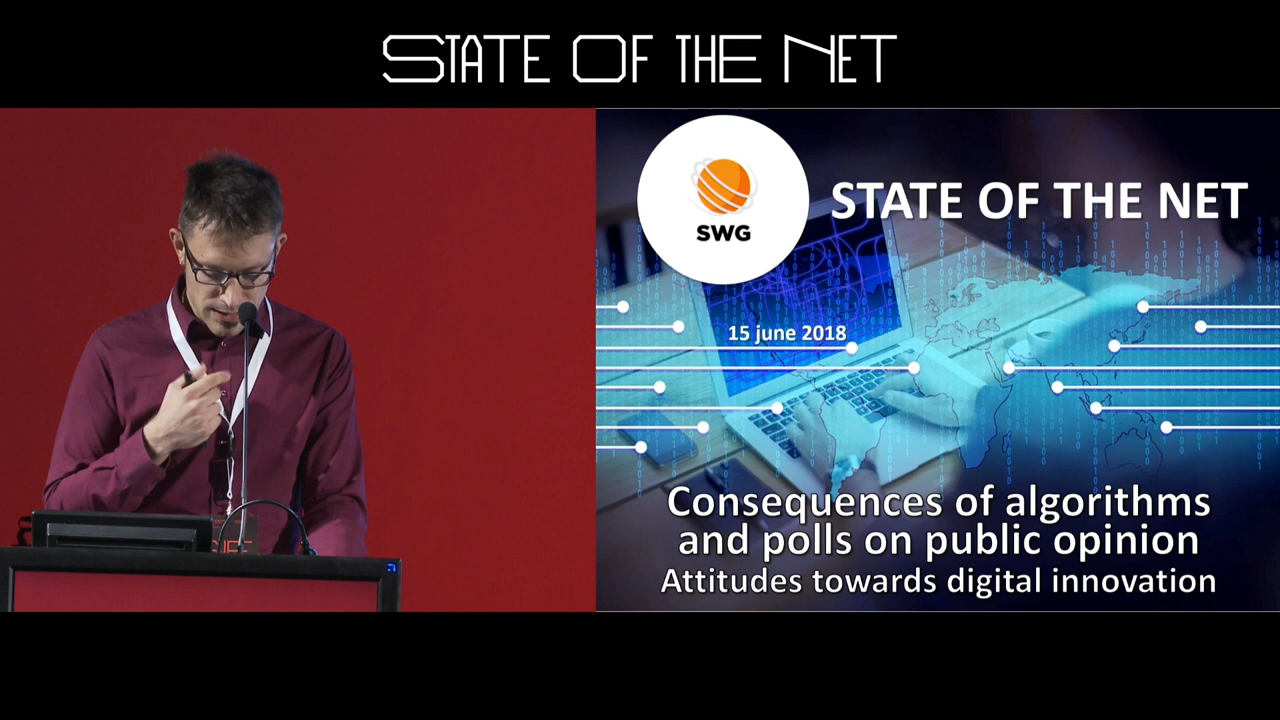 STATE OF THE NET
SWG
STATE OF THE NET
15 june 2018
Consequences of algorithms
and polls on public opinion
Attitudes towards digital innovation